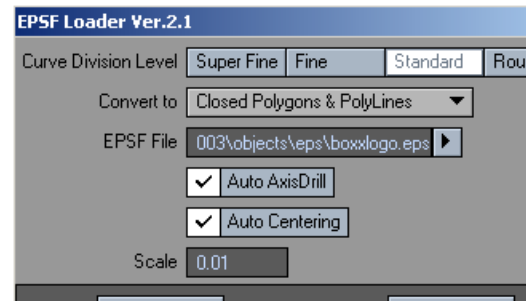 EPSF Loader Ver.2.1
Curve Division Level Super Fine Fine Standard Rou
Convert to Closed Polygons & PolyLines
EPSF File 003\objects\eps\boxxlogo.eps
Auto AxisDrill
Auto Centering
Scale 0.01